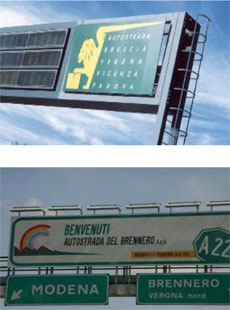 AUTOSTRADA
BRESCIA
VERONA
VICENZA
PADOVA
BENVENUTI
AUTOSTRADA DEL BRENNERO S.p.A.
A22
MODENA
BRENNERO
VERONA nord